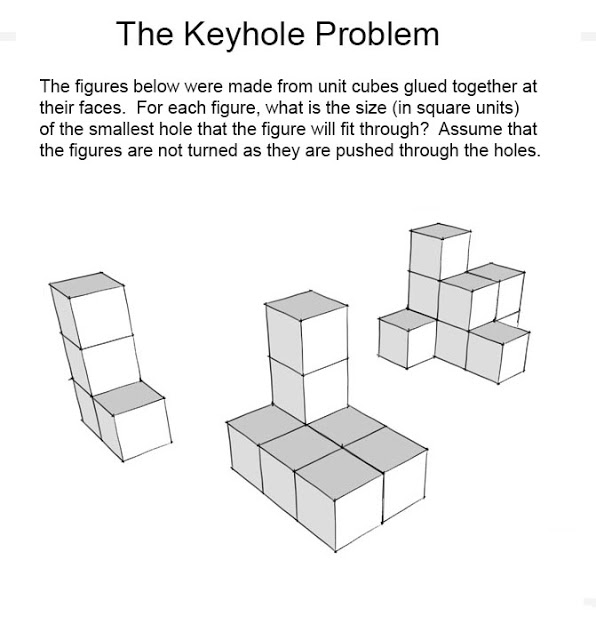 The Keyhole Problem
The figures below were made from unit cubes glued together at
their faces.  For each figure, what is the size (in square units)
of the smallest hole that the figure will fit through?  Assume that
the figures are not turned as they are pushed through the holes.